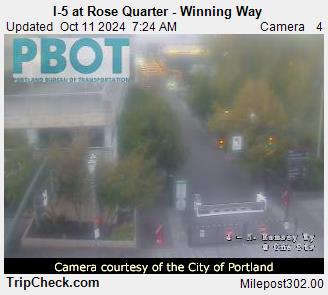 I-5 at Rose Quarter - Winning Way
Updated Oct 11 2024 7:24 AM Camera 4
PBOT
PORTLAND BUREAU OF TRANSPORTATION
Camera courtesy of the City of Portland
TripCheck.com Milepost302.00